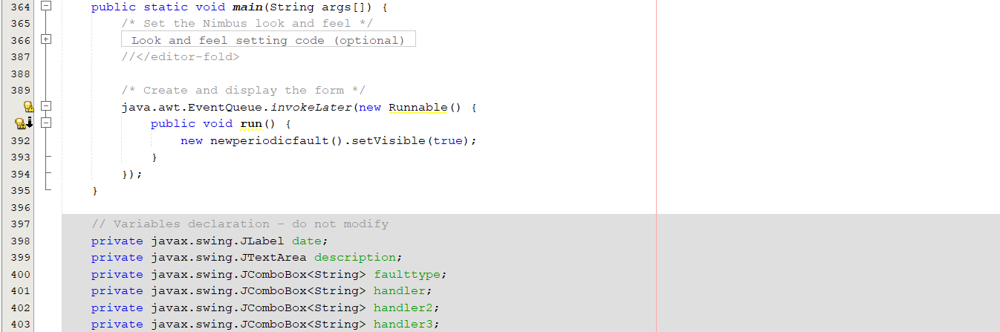 364 public static void main(String args[]) {
365 /* Set the Nimbus look and feel */
366 Look and feel setting code (optional)
387 //</editor-fold>
388
389 /* Create and display the form */
java.awt.EventQueue.invokeLater(new Runnable() {
public void run() {
392 new newperiodicfault().setVisible(true);
393 }
394 });
395 }
396
397 // Variables declaration - do not modify
398 private javax.swing.JLabel date;
399 private javax.swing.JTextArea description;
400 private javax.swing.JComboBox<String> faulttype;
401 private javax.swing.JComboBox<String> handler;
402 private javax.swing.JComboBox<String> handler2;
403 private javax.swing.JComboBox<String> handler3;